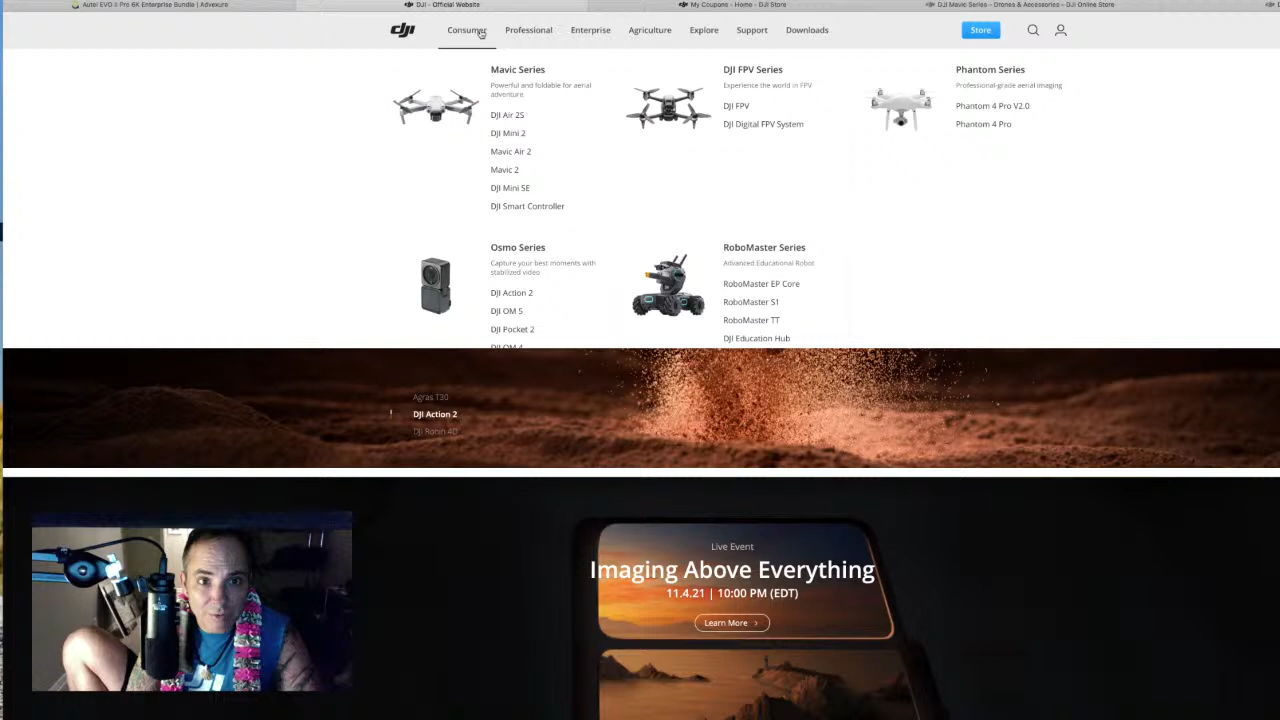 Autel EVO II Pro 6K Enterprise Bundle | Advexure
DJI - Official Website
My Coupons - Home - DJI Store
DJI Mavic Series – Drones & Accessories – DJI Online Store
dji
Consumer
Professional
Enterprise
Agriculture
Explore
Support
Downloads
Store
Mavic Series
Powerful and foldable for aerial
adventure
DJI Air 2S
DJI Mini 2
Mavic Air 2
Mavic 2
DJI Mini SE
DJI Smart Controller
DJI FPV Series
Experience the world in FPV
DJI FPV
DJI Digital FPV System
Phantom Series
Professional-grade aerial imaging
Phantom 4 Pro V2.0
Phantom 4 Pro
Osmo Series
Capture your best moments with
stabilized video
DJI Action 2
DJI OM 5
DJI Pocket 2
DJI OM 4
RoboMaster Series
Advanced Educational Robot
RoboMaster EP Core
RoboMaster S1
RoboMaster TT
DJI Education Hub
Agras T30
DJI Action 2
DJI Ronin 4D
Live Event
Imaging Above Everything
11.4.21 | 10:00 PM (EDT)
Learn More >